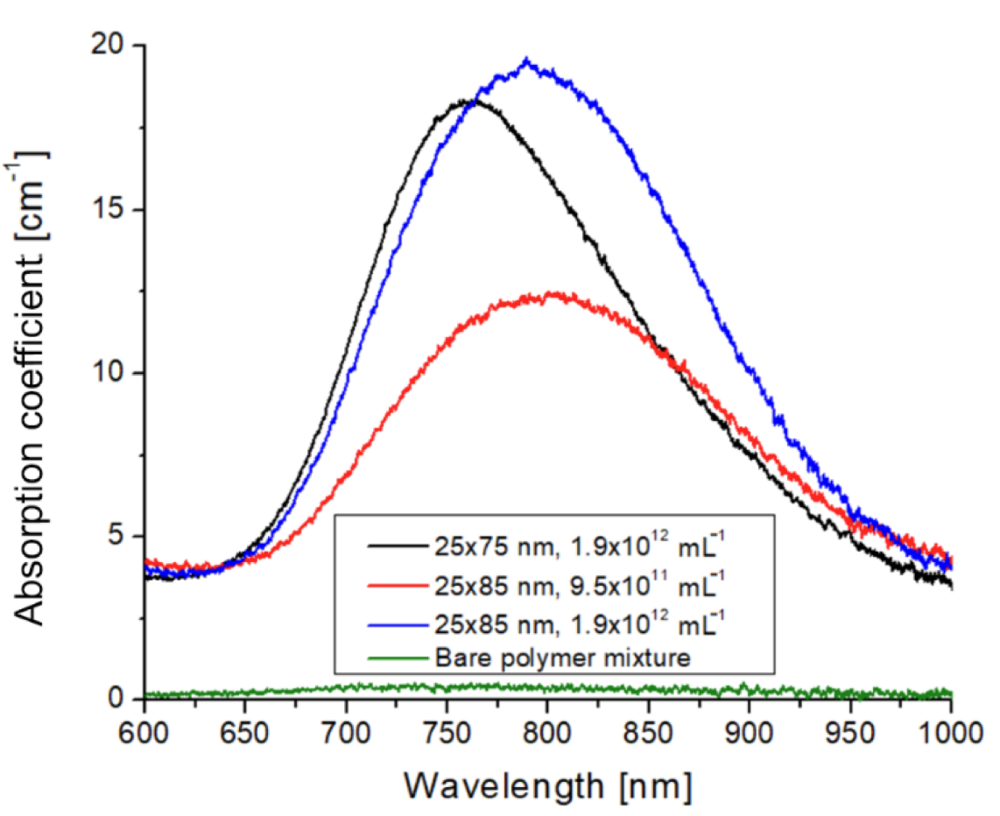 Absorption coefficient [cm⁻¹]
20
15
10
5
0
25x75 nm, 1.9x10¹² mL⁻¹
25x85 nm, 9.5x10¹¹ mL⁻¹
25x85 nm, 1.9x10¹² mL⁻¹
Bare polymer mixture
600 650 700 750 800 850 900 950 1000
Wavelength [nm]